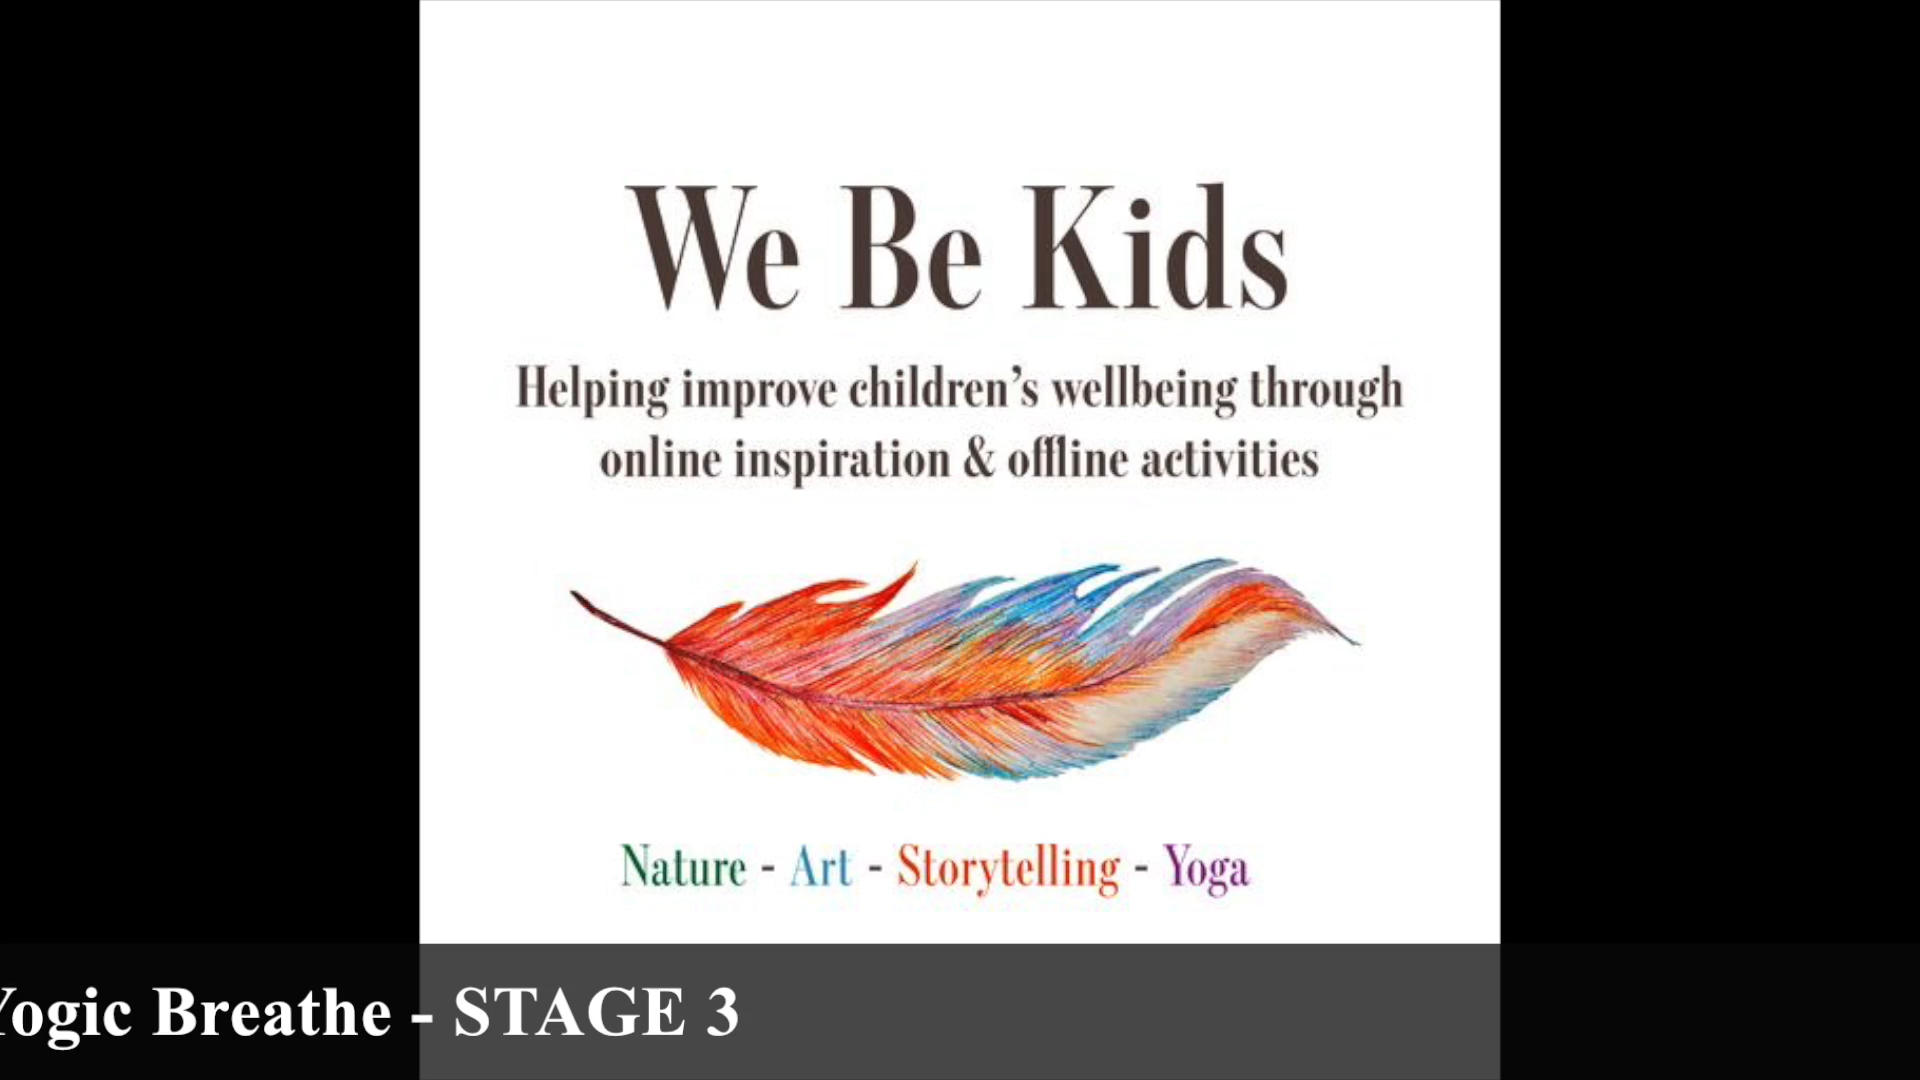 We Be Kids
Helping improve children’s wellbeing through
online inspiration & offline activities
Nature - Art - Storytelling - Yoga
Yogic Breathe - STAGE 3